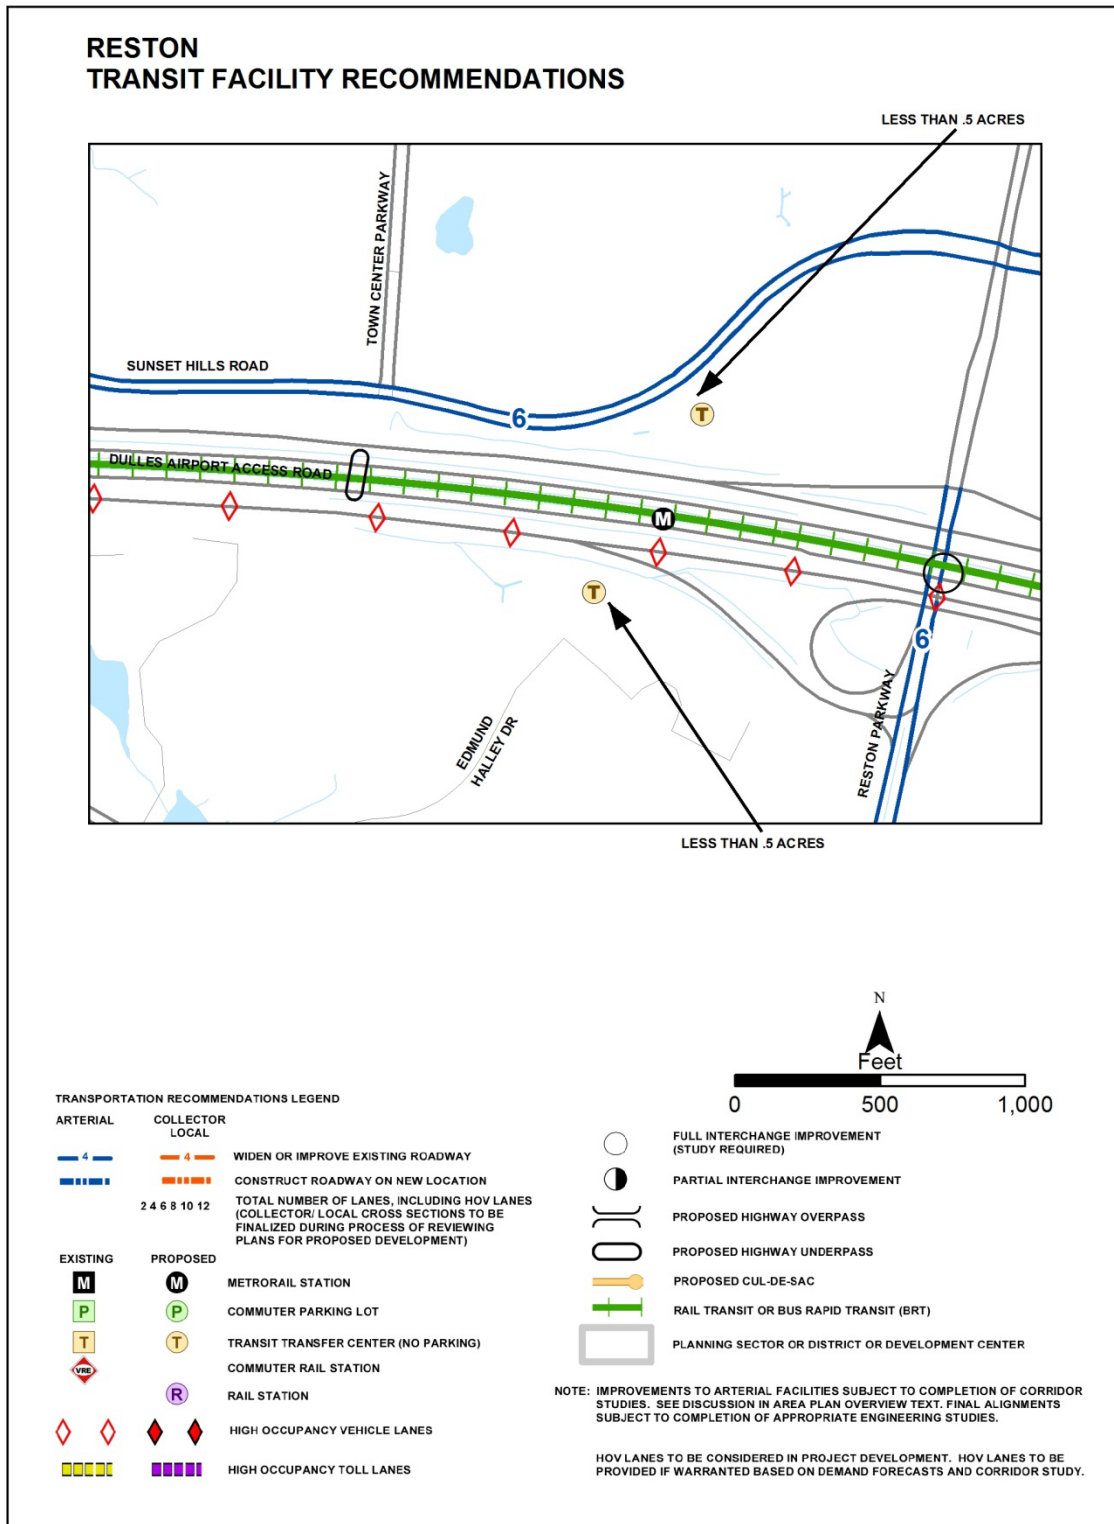 RESTON
TRANSIT FACILITY RECOMMENDATIONS
LESS THAN .5 ACRES
TOWN CENTER PARKWAY
SUNSET HILLS ROAD
6
T
DULLES AIRPORT ACCESS ROAD
M
T
6
RESTON PARKWAY
EDMUND
HALLEY DR
LESS THAN .5 ACRES
N
Feet
0 500 1,000
TRANSPORTATION RECOMMENDATIONS LEGEND
ARTERIAL COLLECTOR
LOCAL
4 4 WIDEN OR IMPROVE EXISTING ROADWAY
CONSTRUCT ROADWAY ON NEW LOCATION
2 4 6 8 10 12 TOTAL NUMBER OF LANES, INCLUDING HOV LANES
(COLLECTOR/ LOCAL CROSS SECTIONS TO BE
FINALIZED DURING PROCESS OF REVIEWING
PLANS FOR PROPOSED DEVELOPMENT)
EXISTING PROPOSED
M M METRORAIL STATION
P P COMMUTER PARKING LOT
T T TRANSIT TRANSFER CENTER (NO PARKING)
VRE COMMUTER RAIL STATION
R RAIL STATION
HIGH OCCUPANCY VEHICLE LANES
HIGH OCCUPANCY TOLL LANES
FULL INTERCHANGE IMPROVEMENT
(STUDY REQUIRED)
PARTIAL INTERCHANGE IMPROVEMENT
PROPOSED HIGHWAY OVERPASS
PROPOSED HIGHWAY UNDERPASS
PROPOSED CUL-DE-SAC
RAIL TRANSIT OR BUS RAPID TRANSIT (BRT)
PLANNING SECTOR OR DISTRICT OR DEVELOPMENT CENTER
NOTE: IMPROVEMENTS TO ARTERIAL FACILITIES SUBJECT TO COMPLETION OF CORRIDOR
STUDIES. SEE DISCUSSION IN AREA PLAN OVERVIEW TEXT. FINAL ALIGNMENTS
SUBJECT TO COMPLETION OF APPROPRIATE ENGINEERING STUDIES.
HOV LANES TO BE CONSIDERED IN PROJECT DEVELOPMENT. HOV LANES TO BE
PROVIDED IF WARRANTED BASED ON DEMAND FORECASTS AND CORRIDOR STUDY.